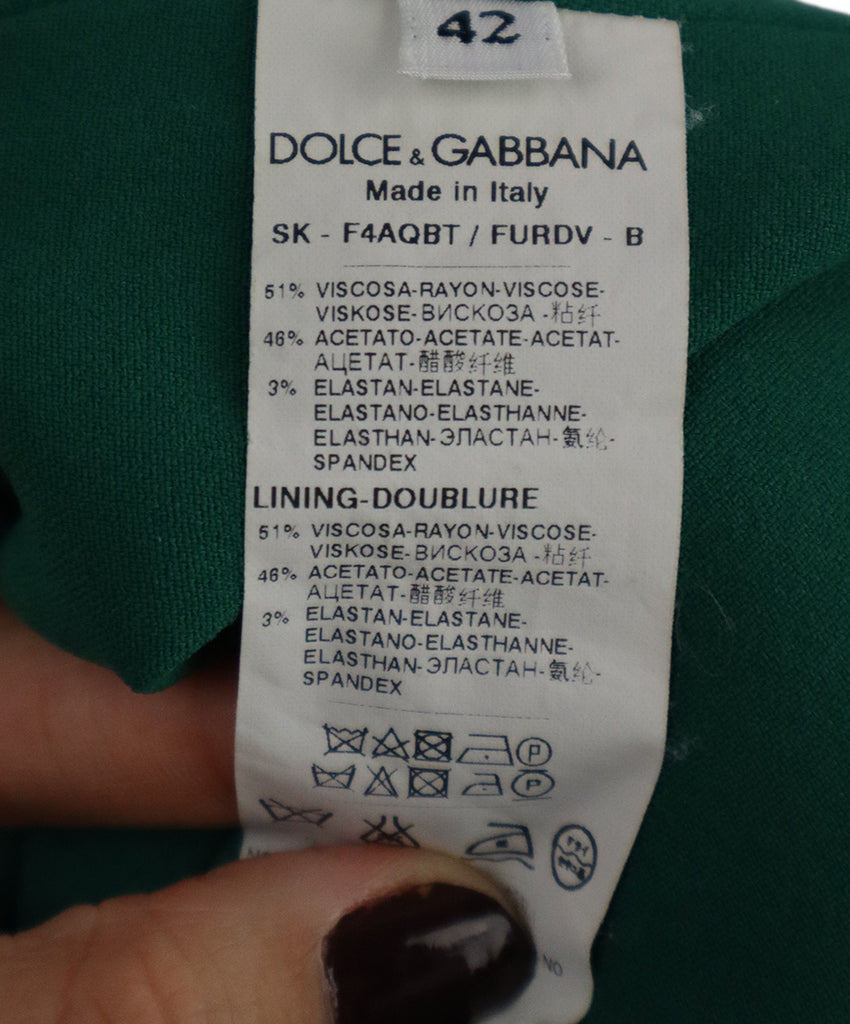 42
DOLCE & GABBANA
Made in Italy
SK - F4AQBT / FURDV - B
51% VISCOSA-RAYON-VISCOSE-
VISKOSE-ВИСКОЗА -粘纤
46% ACETATO-ACETATE-ACETAT-
АЦЕТАТ-醋酸纤维
3% ELASTAN-ELASTANE-
ELASTANO-ELASTHANNE-
ELASTHAN-ЭЛАСТАН-氨纶-
SPANDEX
LINING-DOUBLURE
51% VISCOSA-RAYON-VISCOSE-
VISKOSE-ВИСКОЗА -粘纤
46% ACETATO-ACETATE-ACETAT-
АЦЕТАТ-醋酸纤维
3% ELASTAN-ELASTANE-
ELASTANO-ELASTHANNE-
ELASTHAN-ЭЛАСТАН-氨纶-
SPANDEX
P
P
NO